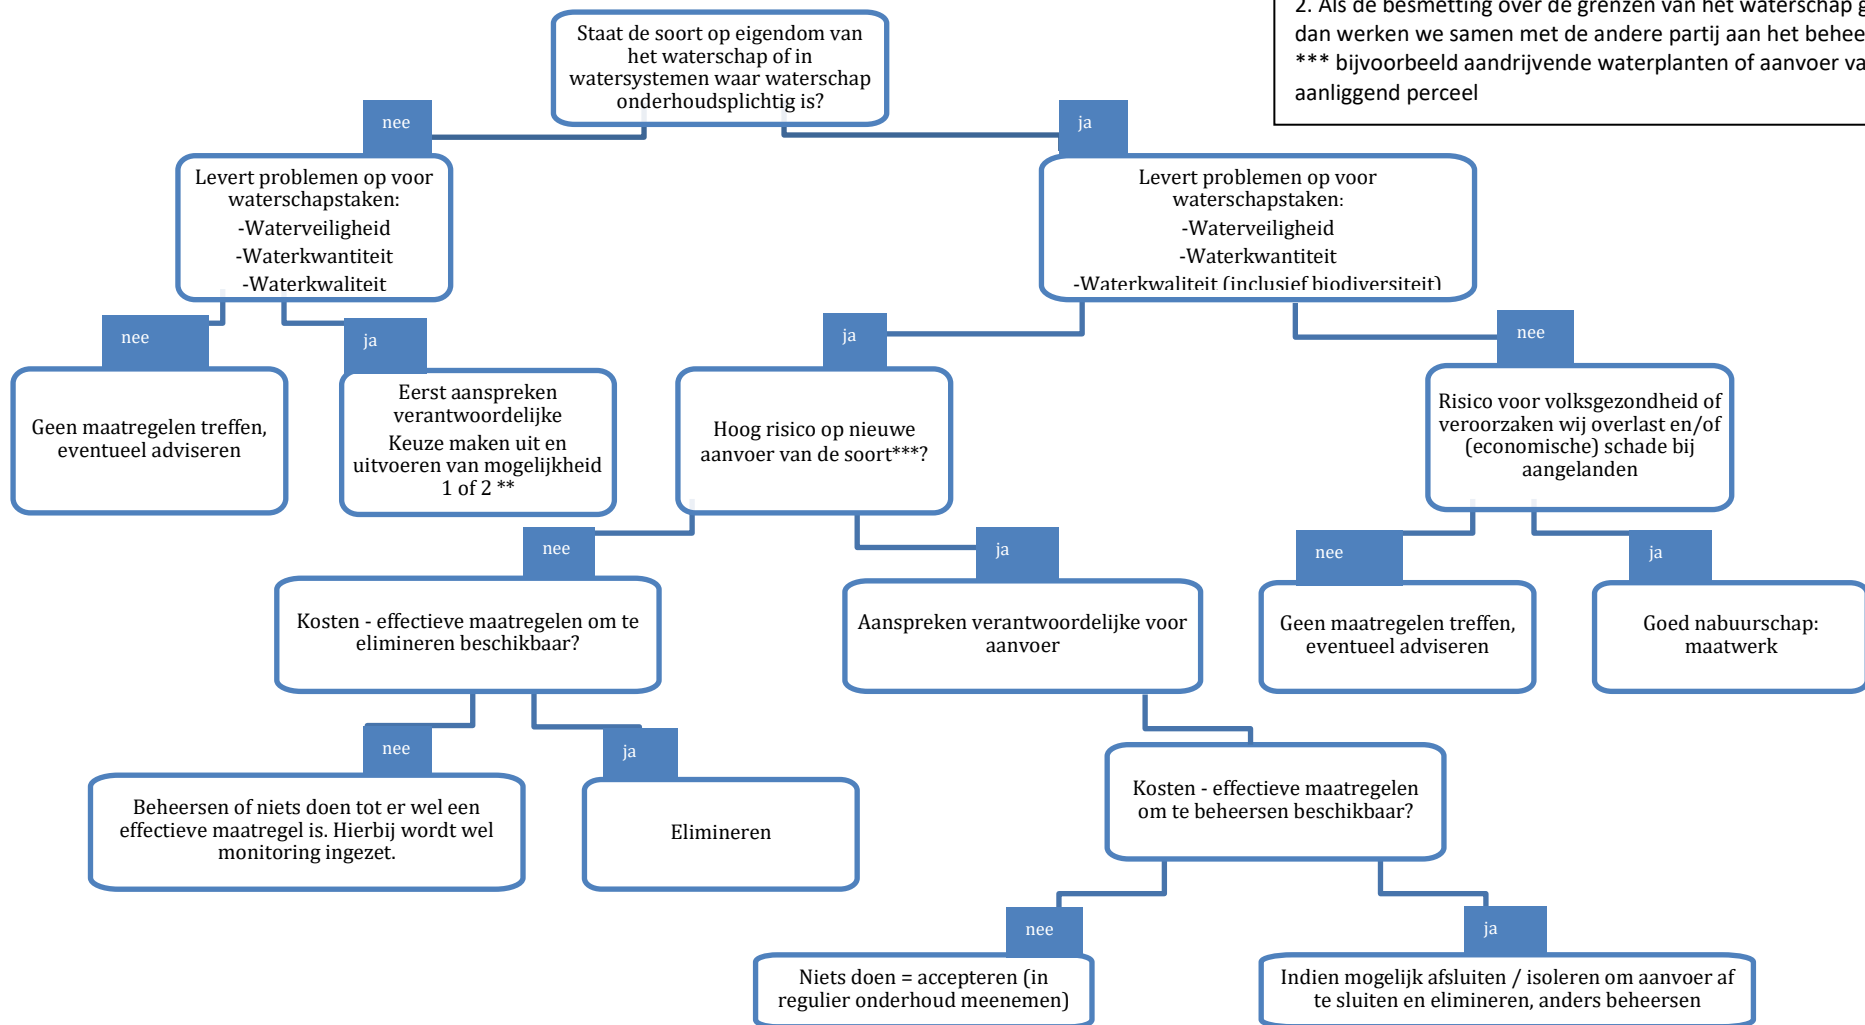 2. Als de besmetting over de grenzen van het waterschap g
dan werken we samen met de andere partij aan het behee
*** bijvoorbeeld aandrijvende waterplanten of aanvoer va
aanliggend perceel
Staat de soort op eigendom van
het waterschap of in
watersystemen waar waterschap
onderhoudsplichtig is?
nee
ja
Levert problemen op voor
waterschapstaken:
-Waterveiligheid
-Waterkwantiteit
-Waterkwaliteit
Levert problemen op voor
waterschapstaken:
-Waterveiligheid
-Waterkwantiteit
-Waterkwaliteit (inclusief biodiversiteit)
nee
ja
ja
nee
Geen maatregelen treffen,
eventueel adviseren
Eerst aanspreken
verantwoordelijke
Keuze maken uit en
uitvoeren van mogelijkheid
1 of 2 **
Hoog risico op nieuwe
aanvoer van de soort***?
Risico voor volksgezondheid of
veroorzaken wij overlast en/of
(economische) schade bij
aangelanden
nee
ja
nee
ja
Kosten - effectieve maatregelen om te
elimineren beschikbaar?
Aanspreken verantwoordelijke voor
aanvoer
Geen maatregelen treffen,
eventueel adviseren
Goed nabuurschap:
maatwerk
nee
ja
Beheersen of niets doen tot er wel een
effectieve maatregel is. Hierbij wordt wel
monitoring ingezet.
Elimineren
Kosten - effectieve maatregelen
om te beheersen beschikbaar?
nee
ja
Niets doen = accepteren (in
regulier onderhoud meenemen)
Indien mogelijk afsluiten / isoleren om aanvoer af
te sluiten en elimineren, anders beheersen